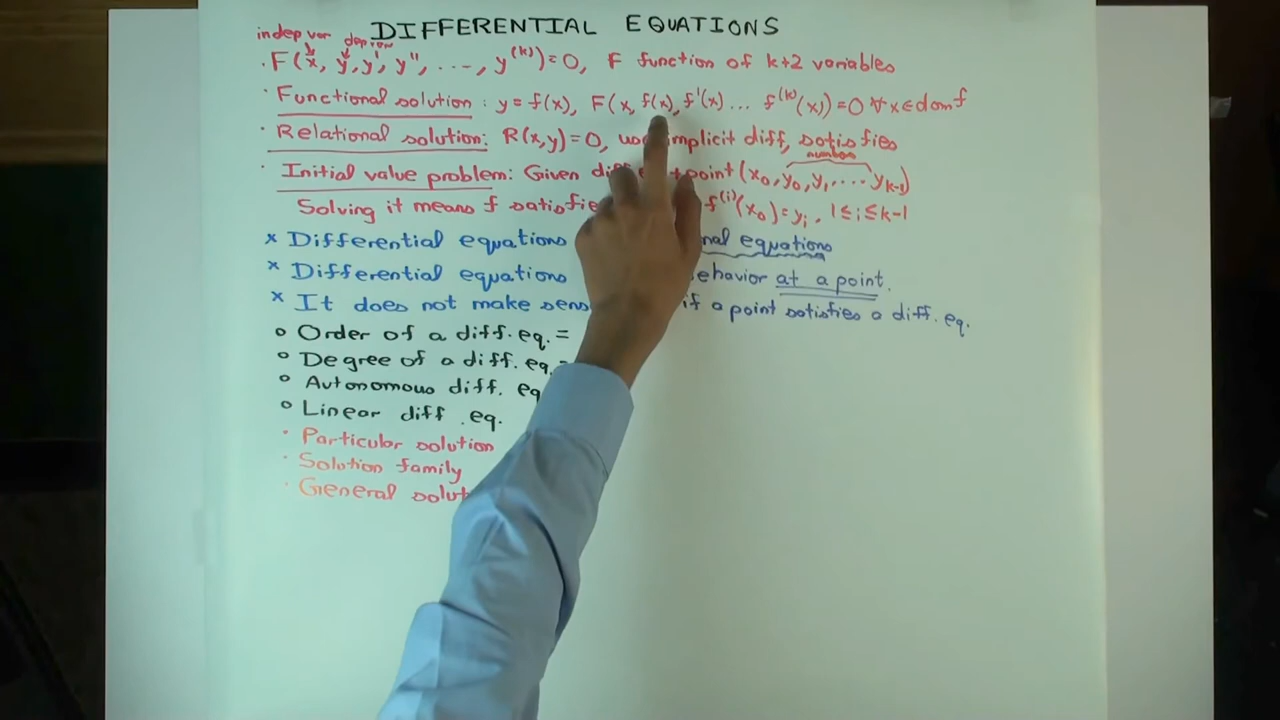 DIFFERENTIAL EQUATIONS
indep var dep var
· F(x, y, y', y'', ..., y^(k))=0, F function of k+2 variables
· Functional solution: y = f(x), F(x, f(x), f'(x) ... f^(k)(x))=0 ∀ x ∈ dom f
· Relational solution: R(x,y)=0, use implicit diff, satisfies
numbers
· Initial value problem: Given point (x₀, y₀, y₁, .... y_{k-1})
Solving it means f f^(i)(x₀)=y_i, 1≤i≤k-1
x Differential equations equations
x Differential equations behavior at a point.
x It does not make if a point satisfies a diff. eq.
o Order of a diff. eq. =
o Degree of a diff. eq.
o Autonomous diff. eq
o Linear diff. eq.
· Particular solution
· Solution family
· General